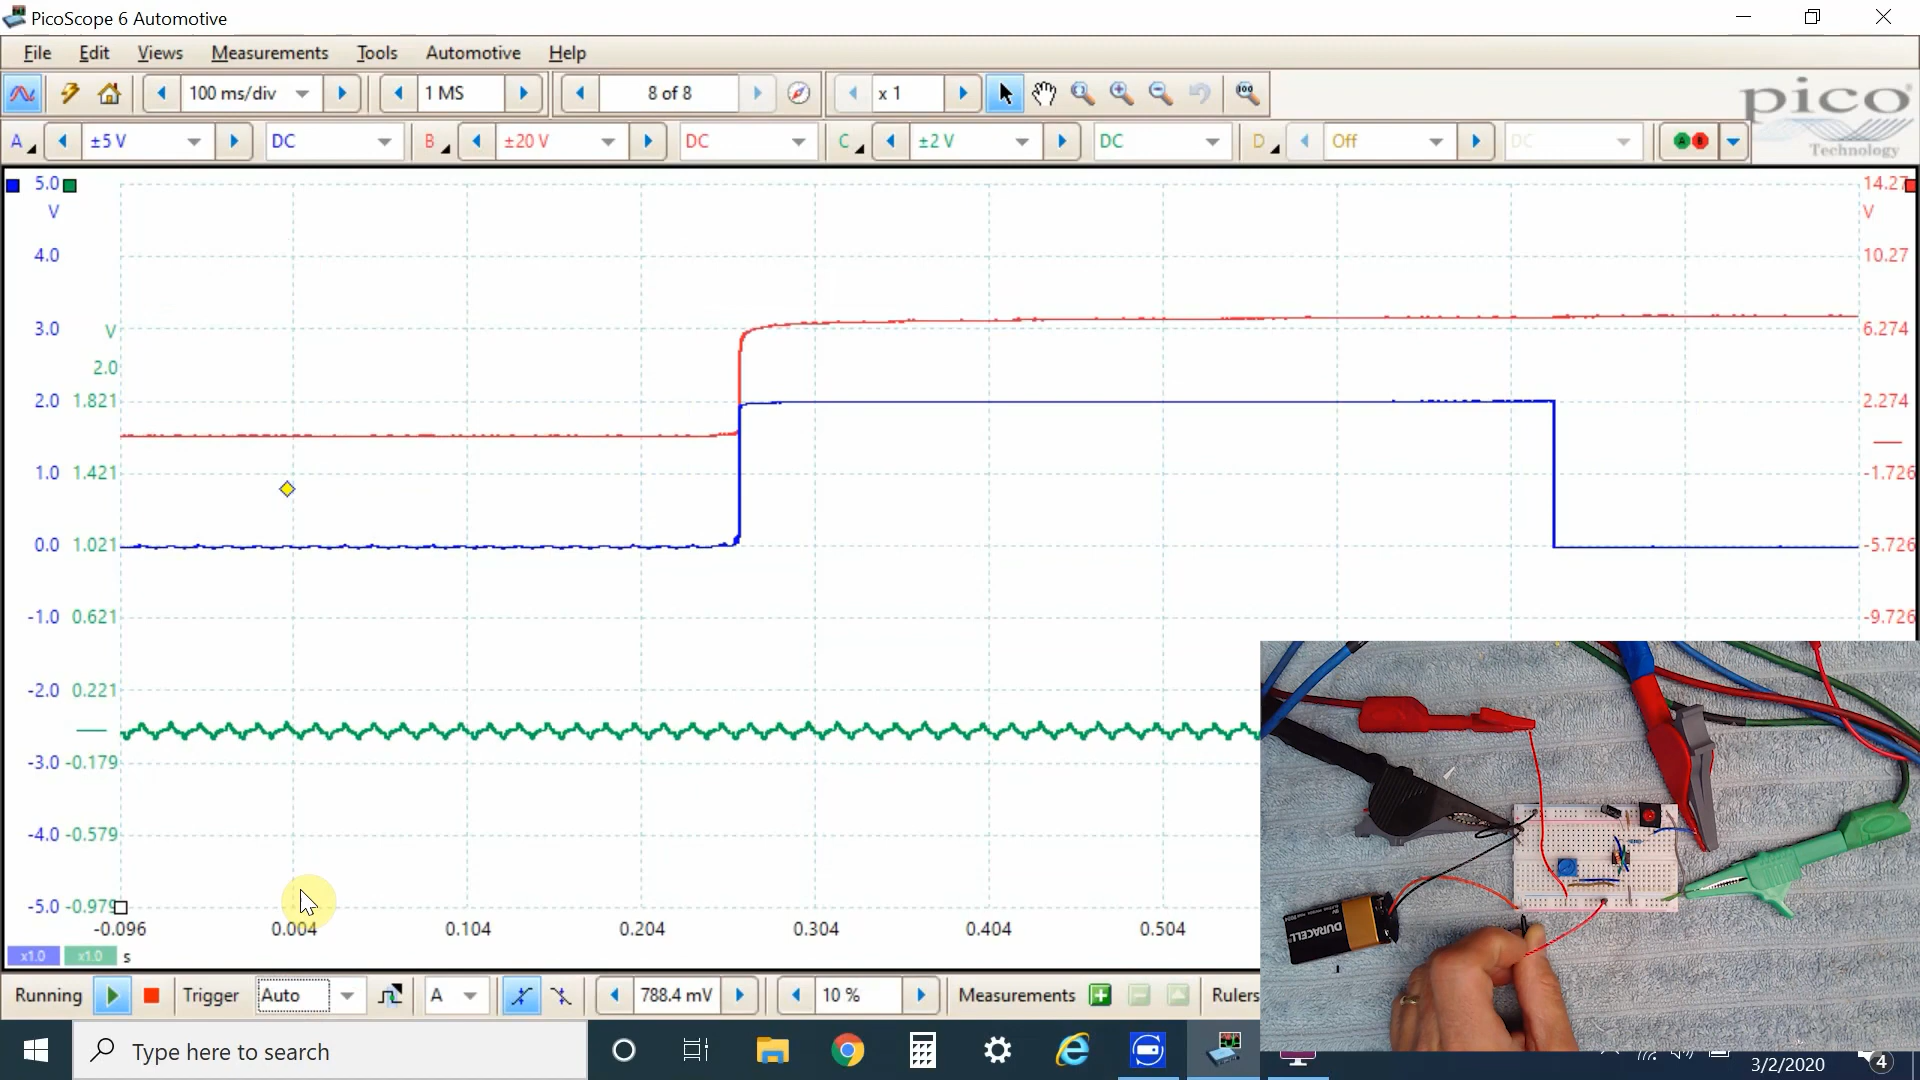 PicoScope 6 Automotive
File Edit Views Measurements Tools Automotive Help
100 ms/div 1 MS 8 of 8 x 1 100
pico
Technology
A ±5 V DC B ±20 V DC C ±2 V DC D Off DC A B
5.0 14.27
V V
4.0 10.27
3.0 V 6.274
2.0
2.0 1.821 2.274
1.0 1.421 -1.726
0.0 1.021 -5.726
-1.0 0.621 -9.726
-2.0 0.221
-3.0 -0.179
-4.0 -0.579
-5.0 -0.979
-0.096 0.004 0.104 0.204 0.304 0.404 0.504
x1.0 x1.0 s
DURACELL
Running Trigger Auto A 788.4 mV 10 % Measurements Rulers
Type here to search
3/2/2020 4